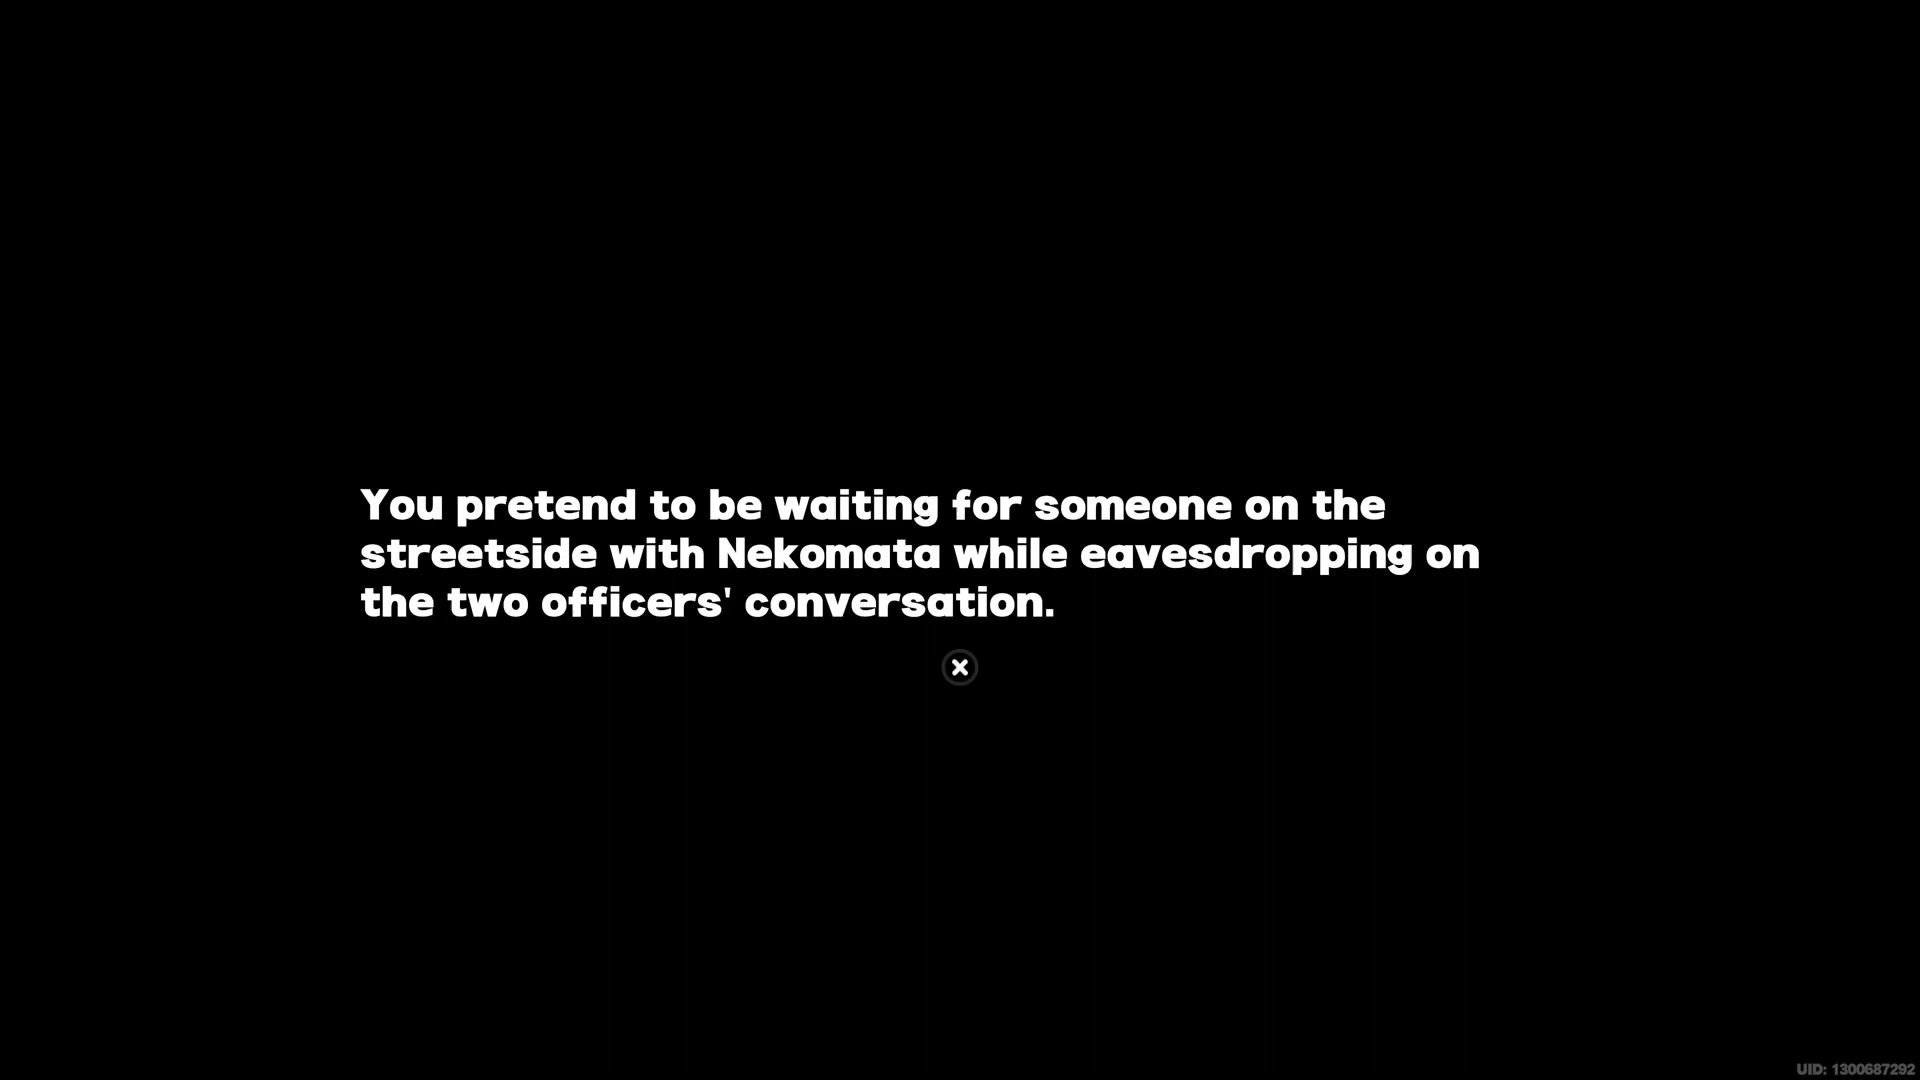 You pretend to be waiting for someone on the
streetside with Nekomata while eavesdropping on
the two officers' conversation.
UID: 1300687292